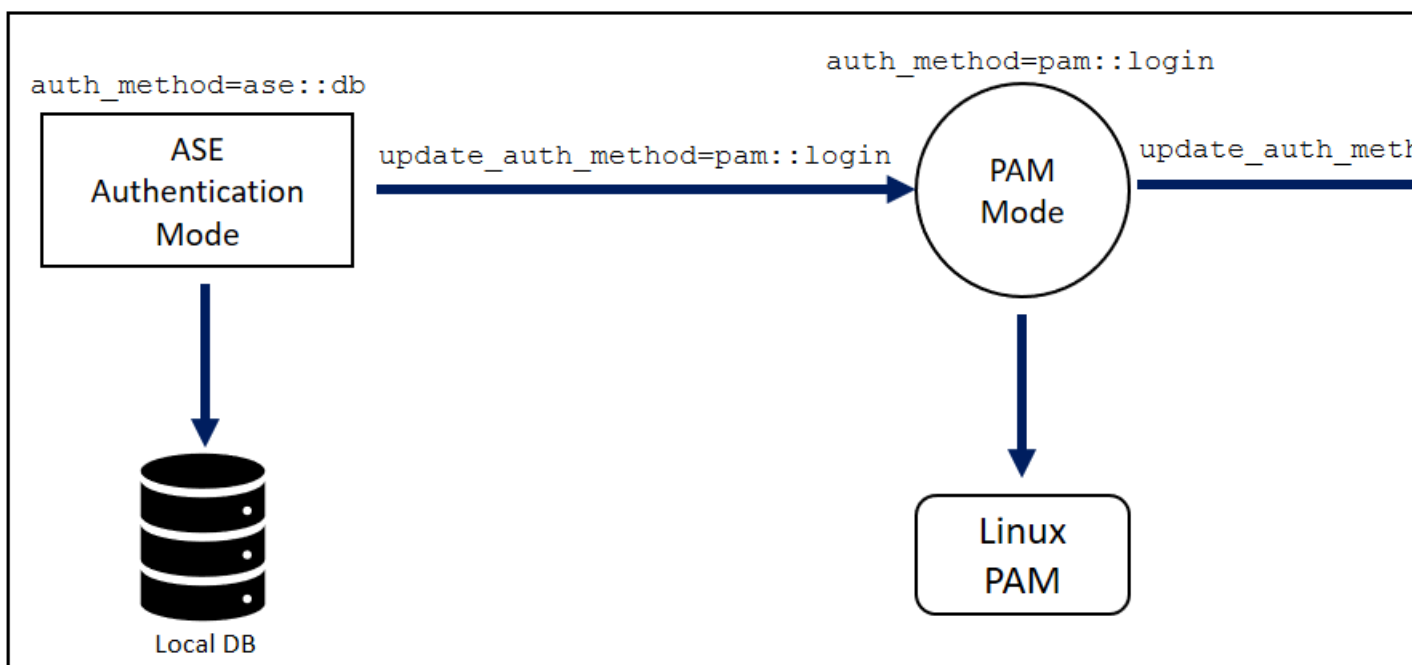 auth_method=ase::db
ASE
Authentication
Mode
update_auth_method=pam::login
auth_method=pam::login
PAM
Mode
Local DB
Linux
PAM